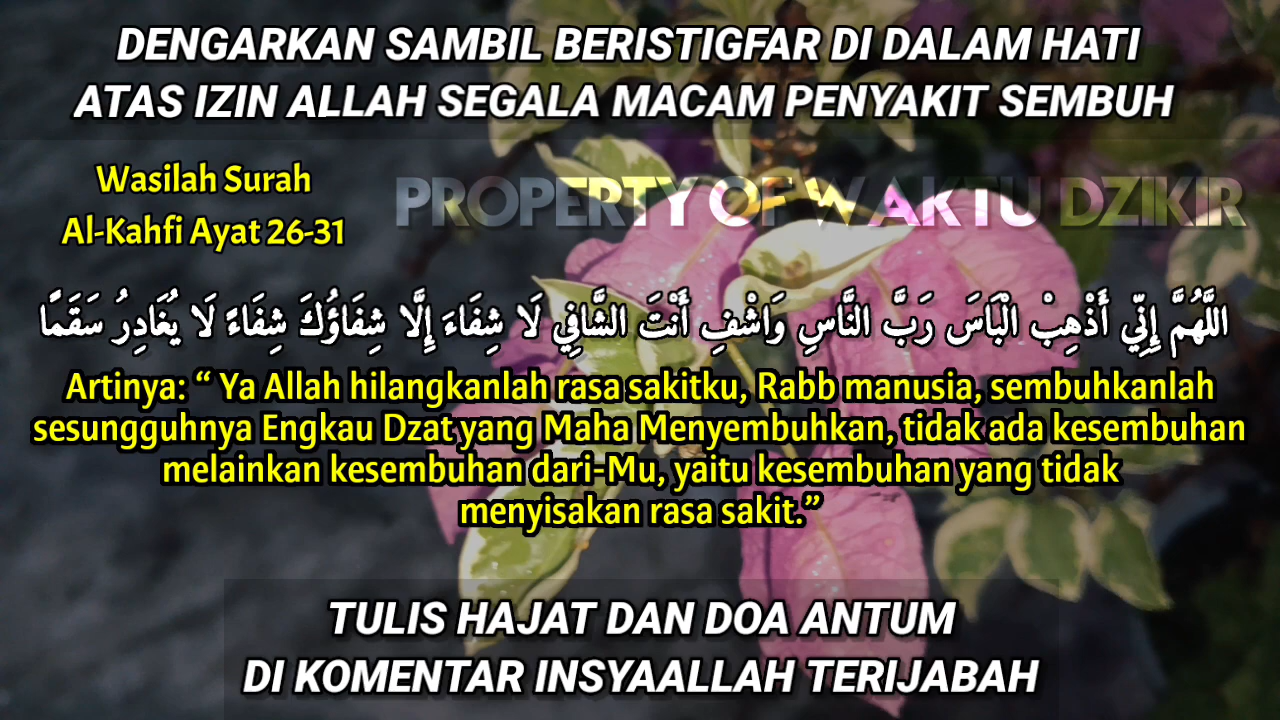 DENGARKAN SAMBIL BERISTIGFAR DI DALAM HATI
ATAS IZIN ALLAH SEGALA MACAM PENYAKIT SEMBUH
Wasilah Surah
Al-Kahfi Ayat 26-31
PROPERTY OF WAKTU DZIKIR
اللَّهُمَّ إِنِّي أَذْهِبْ الْبَاسَ رَبَّ النَّاسِ وَاشْفِ أَنْتَ الشَّافِي لَا شِفَاءَ إِلَّا شِفَاؤُكَ شِفَاءً لَا يُغَادِرُ سَقَمًا
Artinya: “ Ya Allah hilangkanlah rasa sakitku, Rabb manusia, sembuhkanlah
sesungguhnya Engkau Dzat yang Maha Menyembuhkan, tidak ada kesembuhan
melainkan kesembuhan dari-Mu, yaitu kesembuhan yang tidak
menyisakan rasa sakit.”
TULIS HAJAT DAN DOA ANTUM
DI KOMENTAR INSYAALLAH TERIJABAH